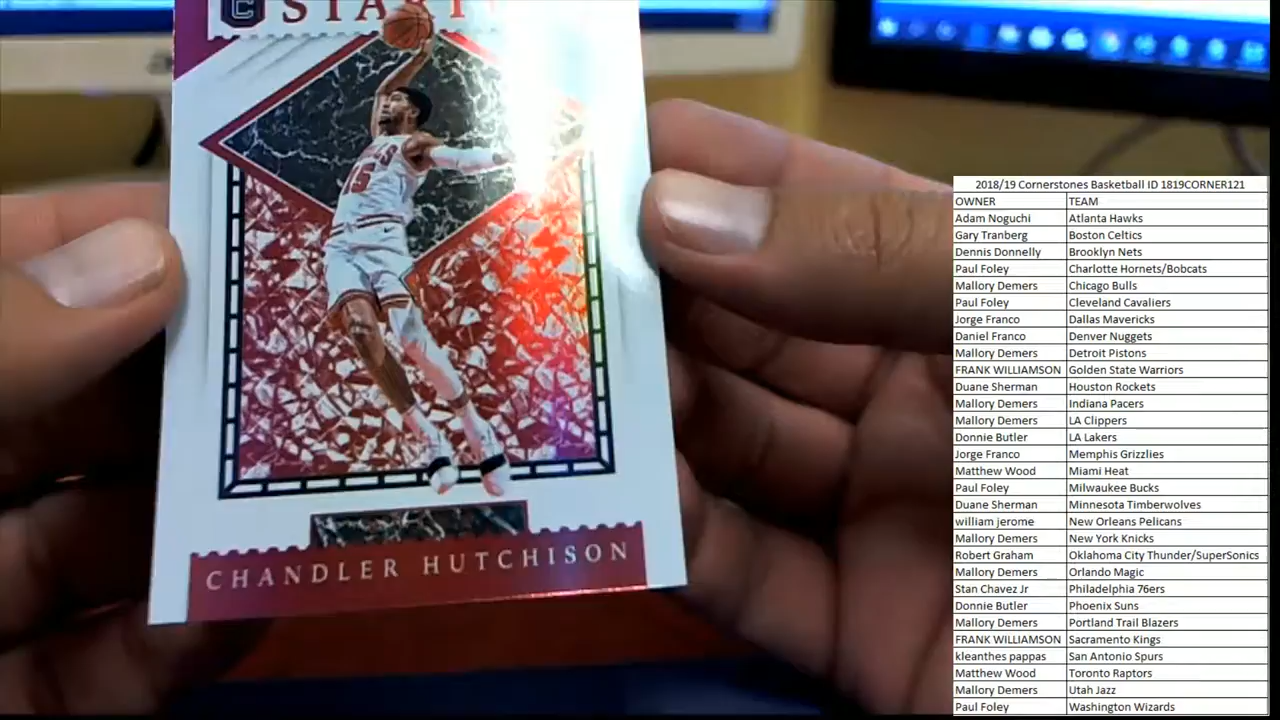 C
START
BULLS
15
CHANDLER HUTCHISON
2018/19 Cornerstones Basketball ID 1819CORNER121
OWNER TEAM
Adam Noguchi Atlanta Hawks
Gary Tranberg Boston Celtics
Dennis Donnelly Brooklyn Nets
Paul Foley Charlotte Hornets/Bobcats
Mallory Demers Chicago Bulls
Paul Foley Cleveland Cavaliers
Jorge Franco Dallas Mavericks
Daniel Franco Denver Nuggets
Mallory Demers Detroit Pistons
FRANK WILLIAMSON Golden State Warriors
Duane Sherman Houston Rockets
Mallory Demers Indiana Pacers
Mallory Demers LA Clippers
Donnie Butler LA Lakers
Jorge Franco Memphis Grizzlies
Matthew Wood Miami Heat
Paul Foley Milwaukee Bucks
Duane Sherman Minnesota Timberwolves
william jerome New Orleans Pelicans
Mallory Demers New York Knicks
Robert Graham Oklahoma City Thunder/SuperSonics
Mallory Demers Orlando Magic
Stan Chavez Jr Philadelphia 76ers
Donnie Butler Phoenix Suns
Mallory Demers Portland Trail Blazers
FRANK WILLIAMSON Sacramento Kings
kleanthes pappas San Antonio Spurs
Matthew Wood Toronto Raptors
Mallory Demers Utah Jazz
Paul Foley Washington Wizards